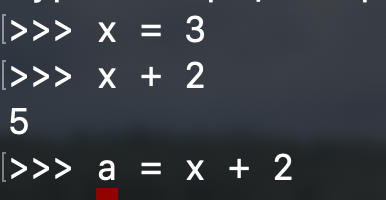 >>> x = 3
>>> x + 2
5
>>> a = x + 2